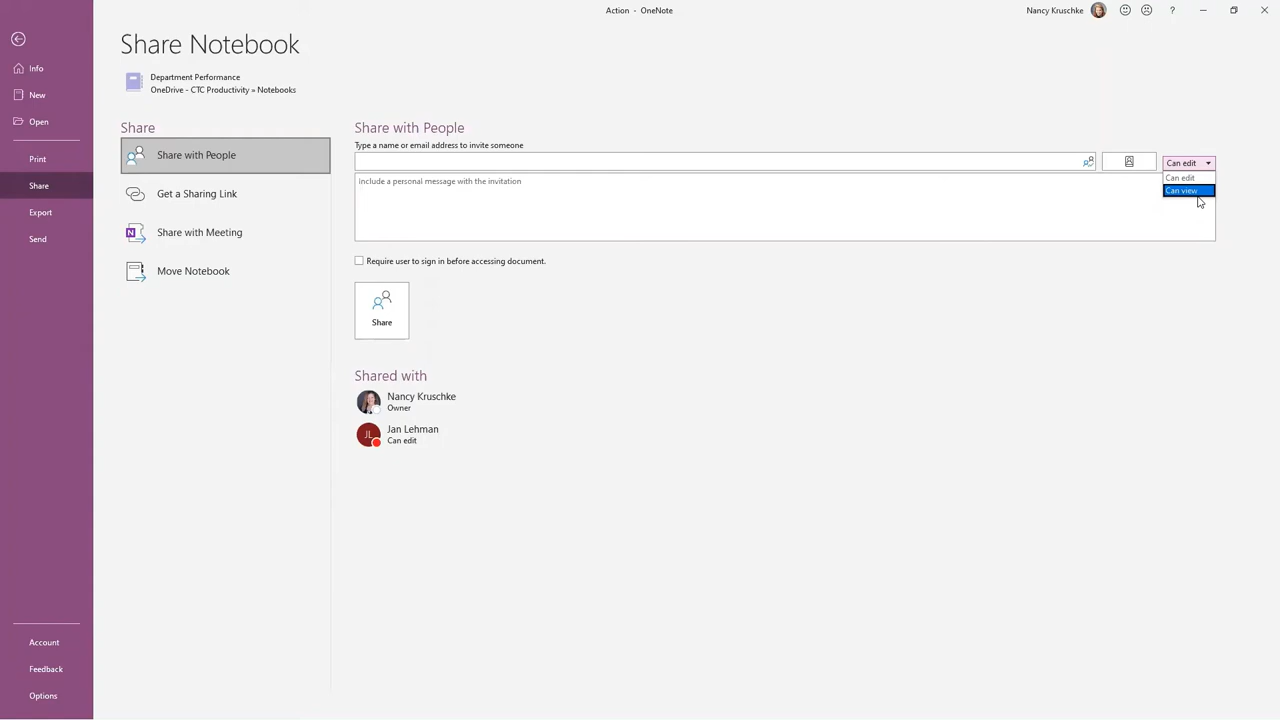 Action - OneNote
Nancy Kruschke
?
Share Notebook
Department Performance
OneDrive - CTC Productivity » Notebooks
Info
New
Open
Print
Share
Export
Send
Account
Feedback
Options
Share
Share with People
Get a Sharing Link
Share with Meeting
Move Notebook
Share with People
Type a name or email address to invite someone
Can edit
Can edit
Can view
Include a personal message with the invitation
Require user to sign in before accessing document.
Share
Shared with
Nancy Kruschke
Owner
JL
Jan Lehman
Can edit